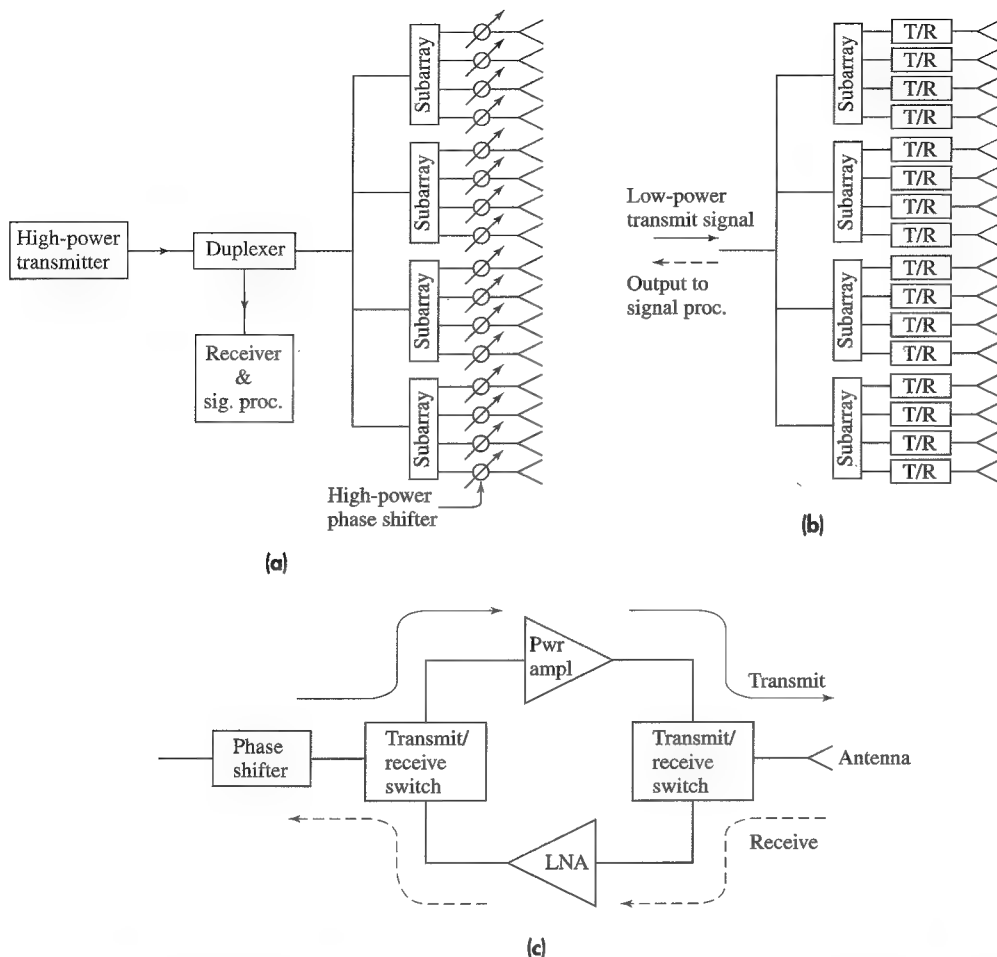 High-power
transmitter
Duplexer
Receiver
&
sig. proc.
Subarray
Subarray
Subarray
Subarray
High-power
phase shifter
(a)
Low-power
transmit signal
Output to
signal proc.
Subarray
T/R
T/R
T/R
T/R
Subarray
T/R
T/R
T/R
T/R
Subarray
T/R
T/R
T/R
T/R
Subarray
T/R
T/R
T/R
T/R
(b)
Pwr
ampl
Transmit
Phase
shifter
Transmit/
receive
switch
Transmit/
receive
switch
Antenna
LNA
Receive
(c)